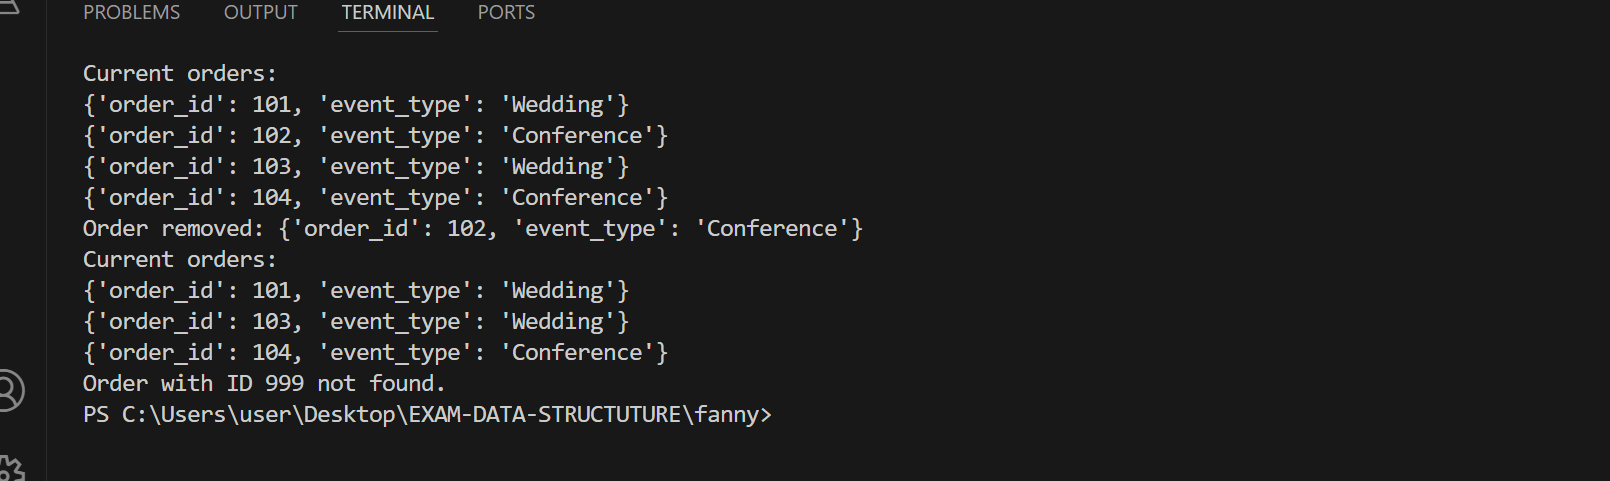 PROBLEMS OUTPUT TERMINAL PORTS
Current orders:
{'order_id': 101, 'event_type': 'Wedding'}
{'order_id': 102, 'event_type': 'Conference'}
{'order_id': 103, 'event_type': 'Wedding'}
{'order_id': 104, 'event_type': 'Conference'}
Order removed: {'order_id': 102, 'event_type': 'Conference'}
Current orders:
{'order_id': 101, 'event_type': 'Wedding'}
{'order_id': 103, 'event_type': 'Wedding'}
{'order_id': 104, 'event_type': 'Conference'}
Order with ID 999 not found.
PS C:\Users\user\Desktop\EXAM-DATA-STRUCTUTURE\fanny>